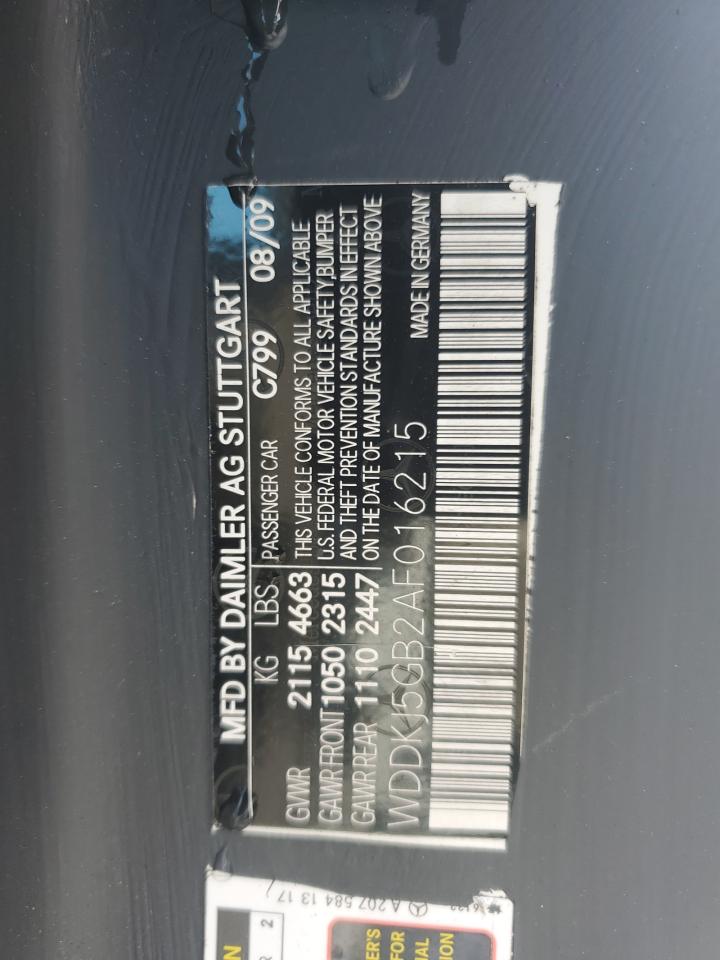 MFD BY DAIMLER AG STUTTGART
KG LBS. PASSENGER CAR C799 08/09
GVWR 2115 4663 THIS VEHICLE CONFORMS TO ALL APPLICABLE
GAWR FRONT 1050 2315 U.S. FEDERAL MOTOR VEHICLE SAFETY, BUMPER
GAWR REAR 1110 2447 AND THEFT PREVENTION STANDARDS IN EFFECT
ON THE DATE OF MANUFACTURE SHOWN ABOVE
WDDKJ5GB2AF016215 MADE IN GERMANY
A 207 584 13 17
2
FOR